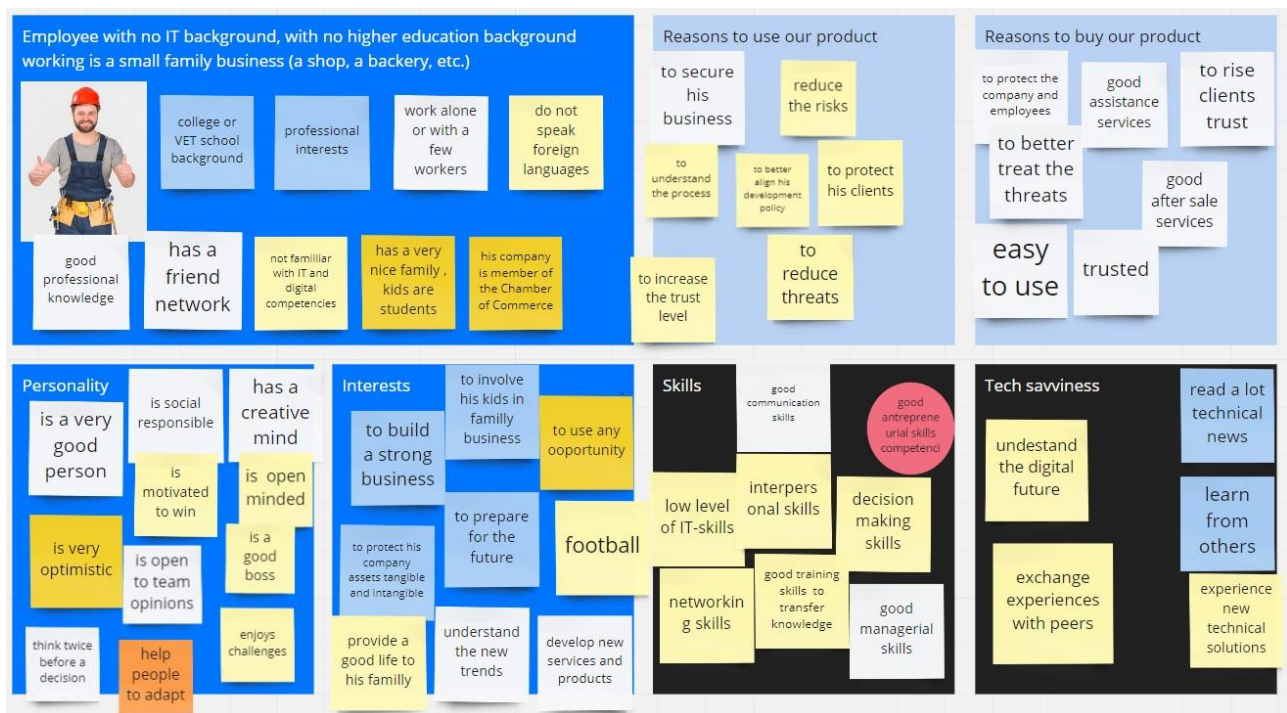 Employee with no IT background, with no higher education background
working is a small family business (a shop, a backery, etc.)
college or
VET school
background
professional
interests
work alone
or with a
few
workers
do not
speak
foreign
languages
good
professional
knowledge
has a
friend
network
not familliar
with IT and
digital
competencies
has a very
nice family ,
kids are
students
his company
is member of
the Chamber
of Commerce
Reasons to use our product
to secure
his
business
reduce
the risks
to
understand
the process
to better
align his
development
policy
to protect
his clients
to increase
the trust
level
to
reduce
threats
Reasons to buy our product
to protect the
company and
employees
good
assistance
services
to rise
clients
trust
to better
treat the
threats
good
after sale
services
easy
to use
trusted
Personality
is a very
good
person
is social
responsible
has a
creative
mind
is
motivated
to win
is open
minded
is very
optimistic
is open
to team
opinions
is a
good
boss
think twice
before a
decision
help
people
to adapt
enjoys
challenges
Interests
to build
a strong
business
to involve
his kids in
familly
business
to use any
ooportunity
to protect his
company
assets tangible
and intangible
to prepare
for the
future
football
provide a
good life to
his familly
understand
the new
trends
develop new
services and
products
Skills
good
communication
skills
good
antreprene
urial skills
competenci
low level
of IT-skills
interpers
onal skills
decision
making
skills
networkin
g skills
good training
skills to
transfer
knowledge
good
managerial
skills
Tech savviness
undestand
the digital
future
read a lot
technical
news
learn
from
others
exchange
experiences
with peers
experience
new
technical
solutions